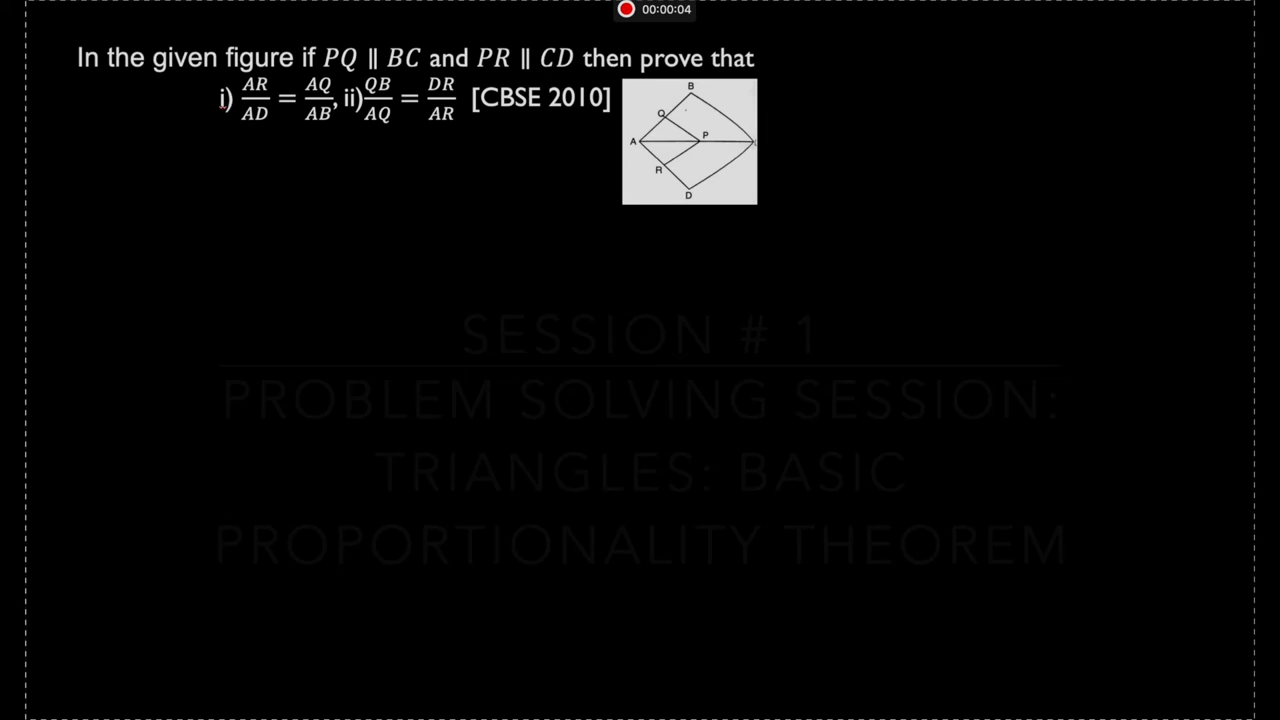 00:00:04
In the given figure if 𝑃𝑄 ∥ 𝐵𝐶 and 𝑃𝑅 ∥ 𝐶𝐷 then prove that
i) AR/AD = AQ/AB, ii) QB/AQ = DR/AR [CBSE 2010]
B
Q
A
P
R
D
SESSION # 1
PROBLEM SOLVING SESSION:
TRIANGLES: BASIC
PROPORTIONALITY THEOREM